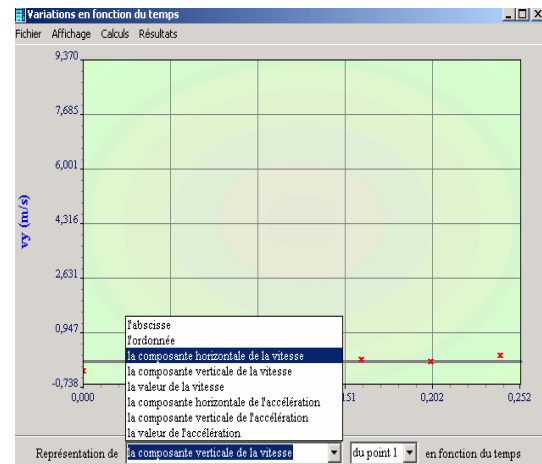 Variations en fonction du temps
Fichier Affichage Calculs Résultats
9,370
7,685
6,001
4,316
vy (m/s)
2,631
0,947
-0,738
0,000
151
0,202
0,252
l'abscisse
l'ordonnée
la composante horizontale de la vitesse
la composante verticale de la vitesse
la valeur de la vitesse
la composante horizontale de l'accélération
la composante verticale de l'accélération
la valeur de l'accélération
Représentation de la composante verticale de la vitesse du point 1 en fonction du temps